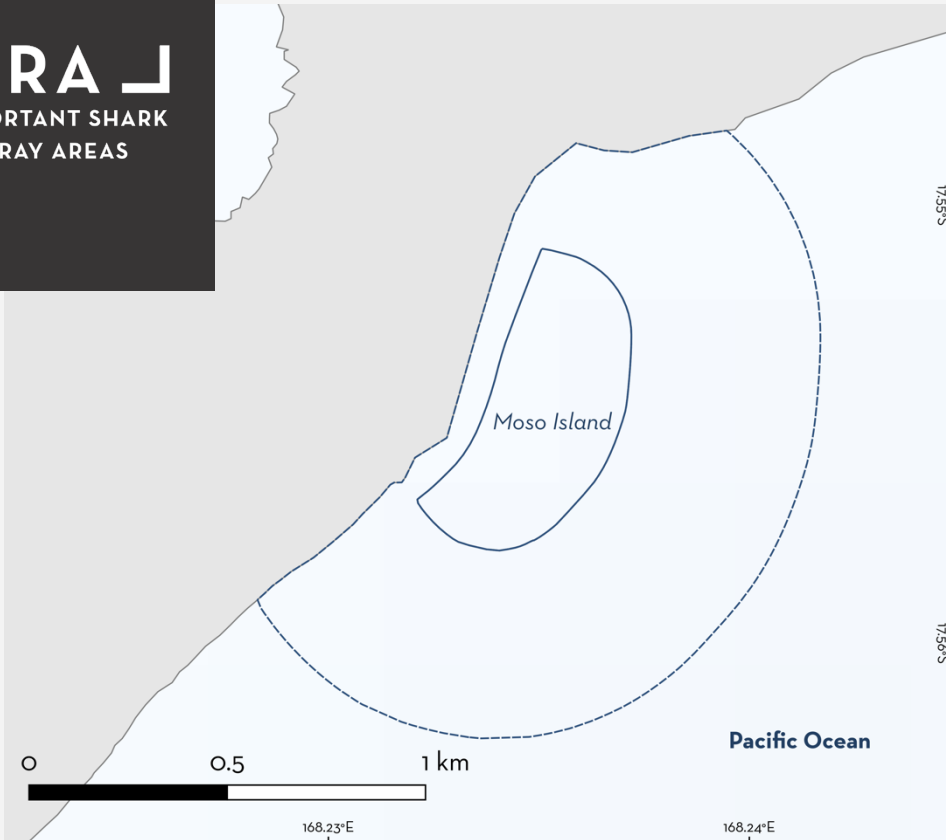 RA
RTANT SHARK
RAY AREAS
17.55°S
Moso Island
17.56°S
Pacific Ocean
0 0.5 1 km
168.23°E 168.24°E